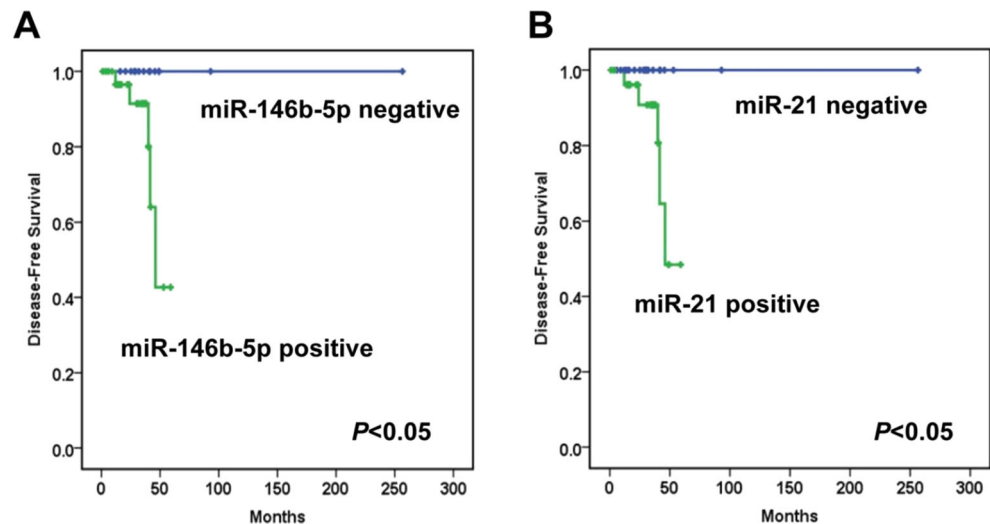 A
Disease-Free Survival
1.0
0.8
0.6
0.4
0.2
0.0
miR-146b-5p negative
miR-146b-5p positive
P<0.05
0 50 100 150 200 250 300
Months
B
Disease-Free Survival
1.0
0.8
0.6
0.4
0.2
0.0
miR-21 negative
miR-21 positive
P<0.05
0 50 100 150 200 250 300
Months